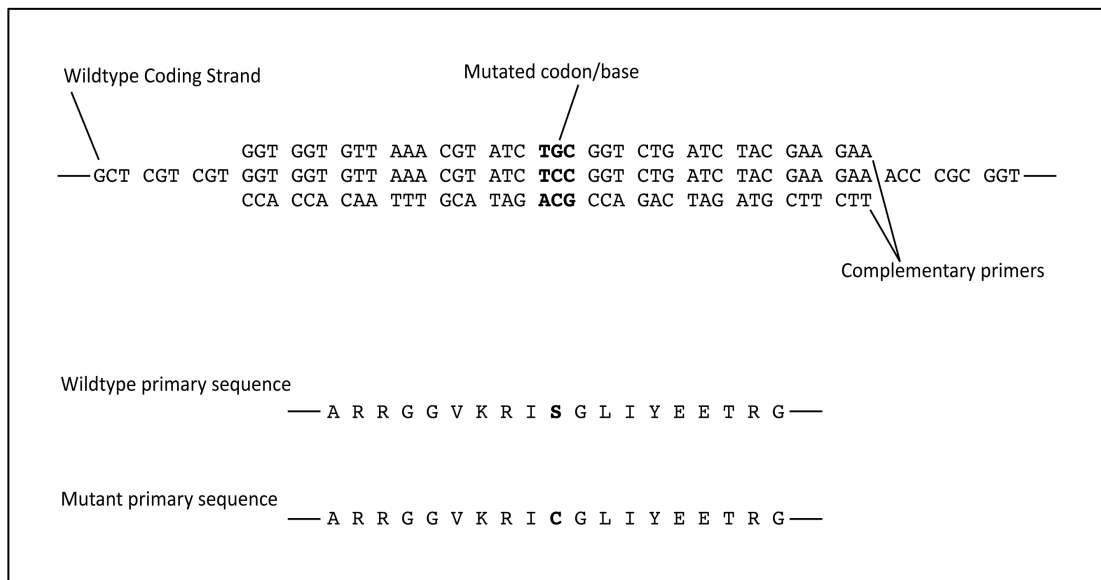 Wildtype Coding Strand
Mutated codon/base
GGT GGT GTT AAA CGT ATC TGC GGT CTG ATC TAC GAA GAA
GCT CGT CGT GGT GGT GTT AAA CGT ATC TCC GGT CTG ATC TAC GAA GAA ACC CGC GGT
CCA CCA CAA TTT GCA TAG ACG CCA GAC TAG ATG CTT CTT
Complementary primers
Wildtype primary sequence
A R R G G V K R I S G L I Y E E T R G
Mutant primary sequence
A R R G G V K R I C G L I Y E E T R G